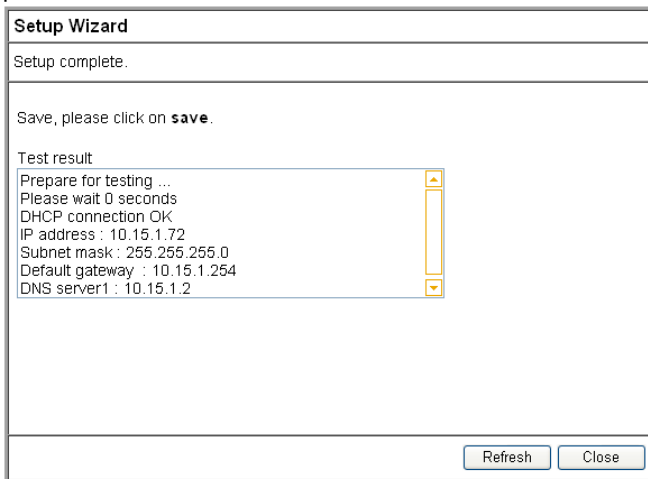 Setup Wizard
Setup complete.
Save, please click on save.
Test result
Prepare for testing ...
Please wait 0 seconds
DHCP connection OK
IP address : 10.15.1.72
Subnet mask : 255.255.255.0
Default gateway : 10.15.1.254
DNS server1 : 10.15.1.2
Refresh Close